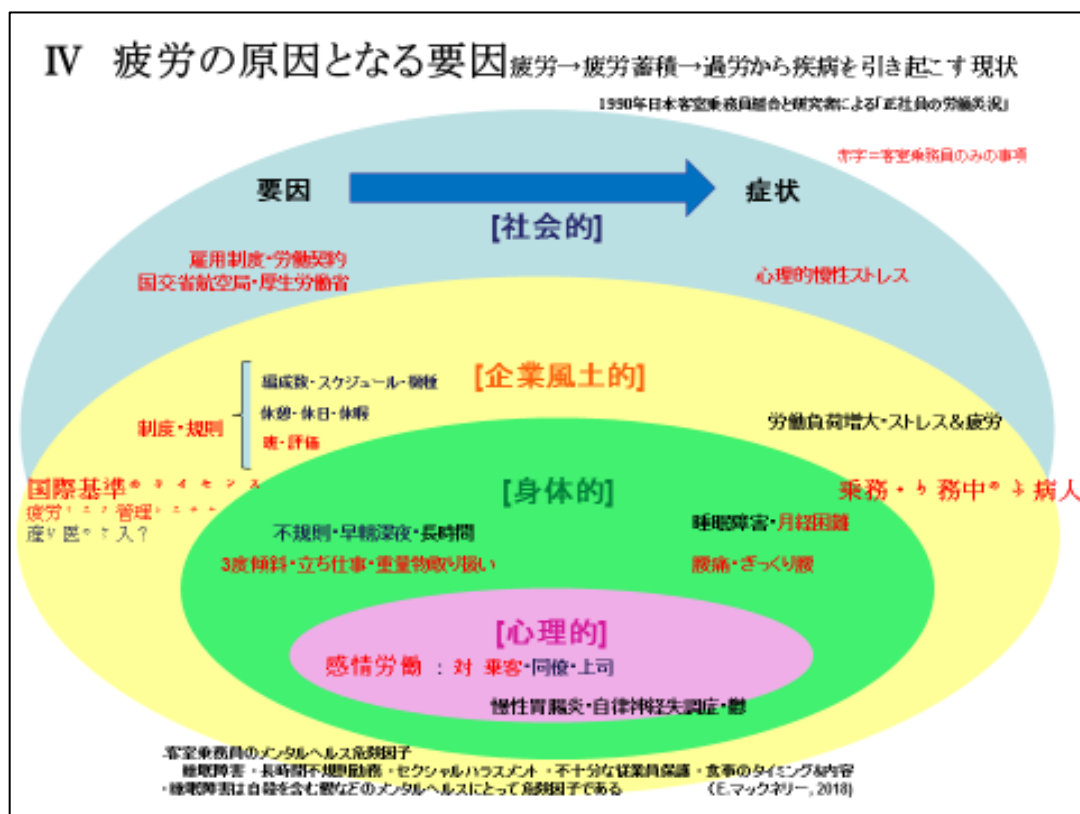 Ⅳ 疲労の原因となる要因疲労→疲労蓄積→過労から疾病を引き起こす現状
1990年日本客室乗務員組合と研究者による「正社員の労働災況」
赤字=客室乗務員のみの事項
要因 症状
[社会的]
雇用制度・労働契約
国交省航空局・厚生労働省
心理的慢性ストレス
[企業風土的]
制度・規則
編成数・スケジュール・機種
休憩・休日・休暇
班・評価
労働負荷増大・ストレス&疲労
国際基準
疲労 管理
乗務・ 務中 病人
[身体的]
不規則・早朝深夜・長時間
3度傾斜・立ち仕事・重量物取り扱い
睡眠障害・月経困難
腰痛・ぎっくり腰
[心理的]
感情労働 : 対 乗客・同僚・上司
慢性胃腸炎・自律神経失調症・鬱
・客室乗務員のメンタルヘルス危険因子
睡眠障害・長時間不規則勤務・セクシャルハラスメント・不十分な従業員保護・食事のタイミング&内容
・睡眠障害は自殺を含む鬱などのメンタルヘルスにとって危険因子である (E.マックネリー,2018)